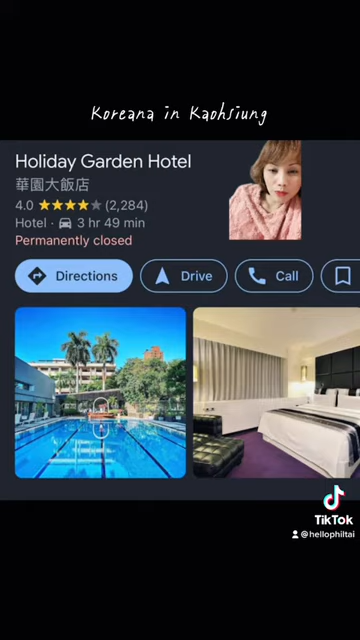 Koreana in Kaohsiung
Holiday Garden Hotel
華園大飯店
4.0 (2,284)
Hotel · 3 hr 49 min
Permanently closed
Directions
Drive
Call
TikTok
@hellophiltai